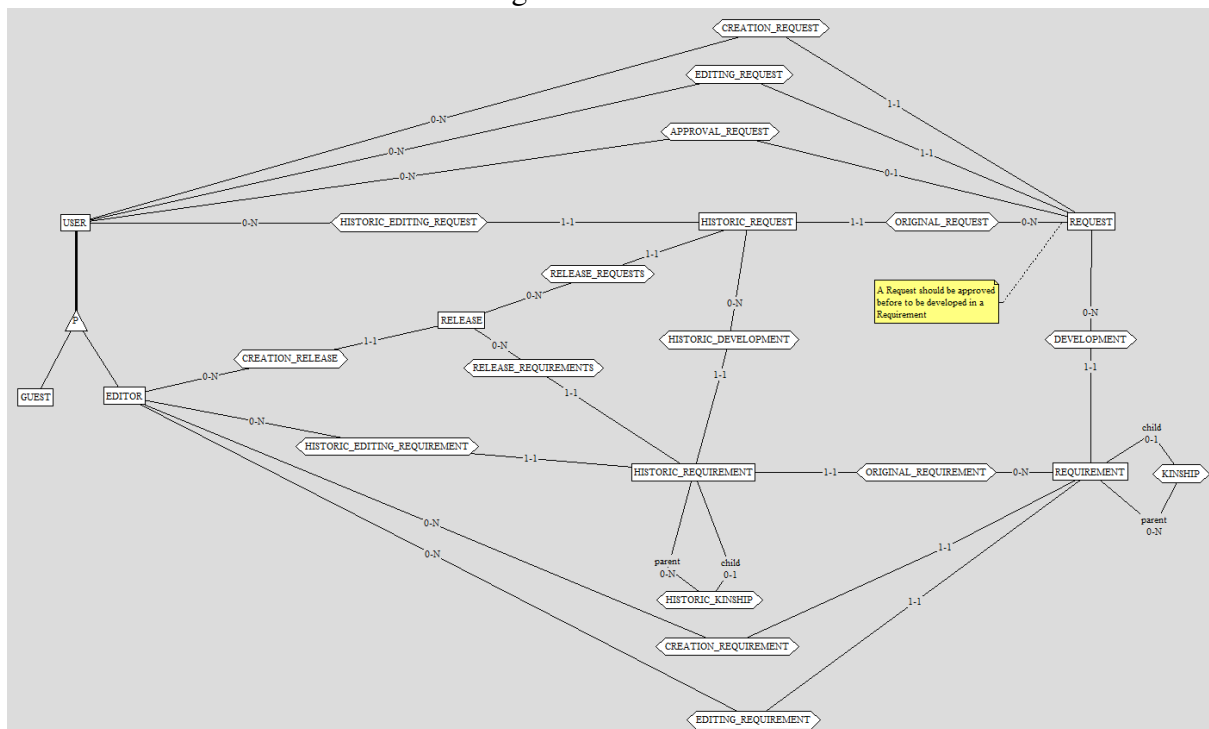 g
CREATION_REQUEST
EDITING_REQUEST
0-N
1-1
APPROVAL_REQUEST
0-N
1-1
0-N
0-1
USER
0-N
HISTORIC_EDITING_REQUEST
1-1
HISTORIC_REQUEST
1-1
ORIGINAL_REQUEST
0-N
REQUEST
1-1
RELEASE_REQUESTS
A Request should be approved
before to be developed in a
Requirement
0-N
0-N
0-N
P
RELEASE
HISTORIC_DEVELOPMENT
DEVELOPMENT
1-1
0-N
CREATION_RELEASE
RELEASE_REQUIREMENTS
1-1
1-1
0-N
1-1
GUEST
EDITOR
0-N
child
0-1
HISTORIC_EDITING_REQUIREMENT
1-1
HISTORIC_REQUIREMENT
1-1
ORIGINAL_REQUIREMENT
0-N
REQUIREMENT
KINSHIP
parent
0-N
0-N
0-N
1-1
parent
0-N
child
0-1
HISTORIC_KINSHIP
1-1
CREATION_REQUIREMENT
EDITING_REQUIREMENT